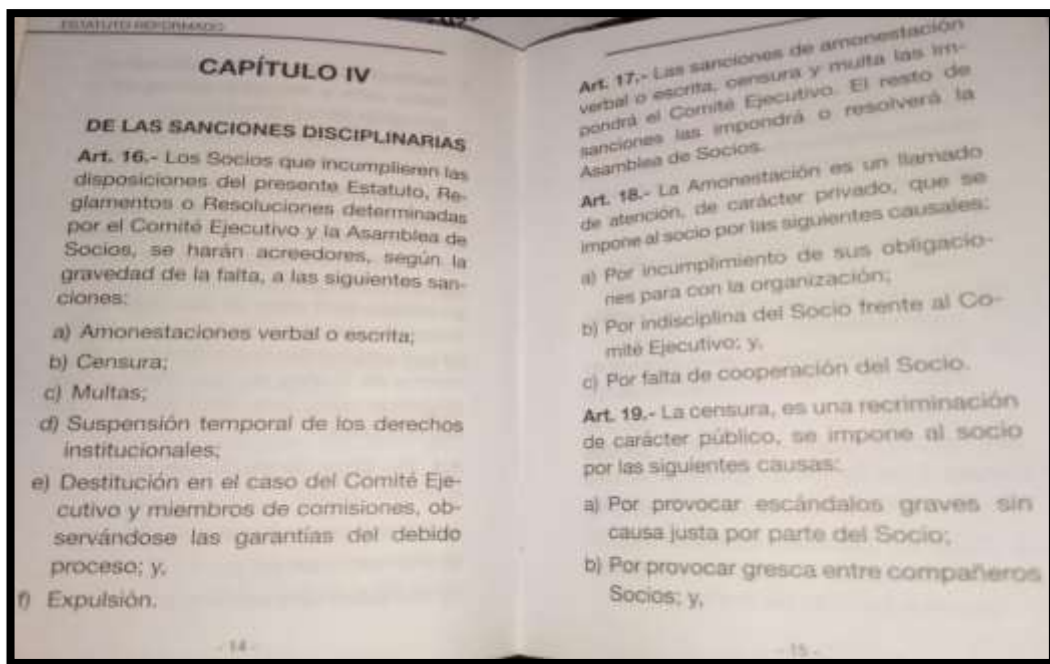 ESTATUTO REFORMADO
CAPÍTULO IV
DE LAS SANCIONES DISCIPLINARIAS
Art. 16.- Los Socios que incumplieren las
disposiciones del presente Estatuto, Re-
glamentos o Resoluciones determinadas
por el Comité Ejecutivo y la Asamblea de
Socios, se harán acreedores, según la
gravedad de la falta, a las siguientes san-
ciones:
a) Amonestaciones verbal o escrita;
b) Censura;
c) Multas;
d) Suspensión temporal de los derechos
institucionales;
e) Destitución en el caso del Comité Eje-
cutivo y miembros de comisiones, ob-
servándose las garantías del debido
proceso; y,
f) Expulsión.
- 14 -
Art. 17.- Las sanciones de amonestación
verbal o escrita, censura y multa las im-
pondrá el Comité Ejecutivo. El resto de
sanciones las impondrá o resolverá la
Asamblea de Socios.
Art. 18.- La Amonestación es un llamado
de atención, de carácter privado, que se
impone al socio por las siguientes causales:
a) Por incumplimiento de sus obligacio-
nes para con la organización;
b) Por indisciplina del Socio frente al Co-
mité Ejecutivo; y,
c) Por falta de cooperación del Socio.
Art. 19.- La censura, es una recriminación
de carácter público, se impone al socio
por las siguientes causas:
a) Por provocar escándalos graves sin
causa justa por parte del Socio;
b) Por provocar gresca entre compañeros
Socios; y,
- 15 -